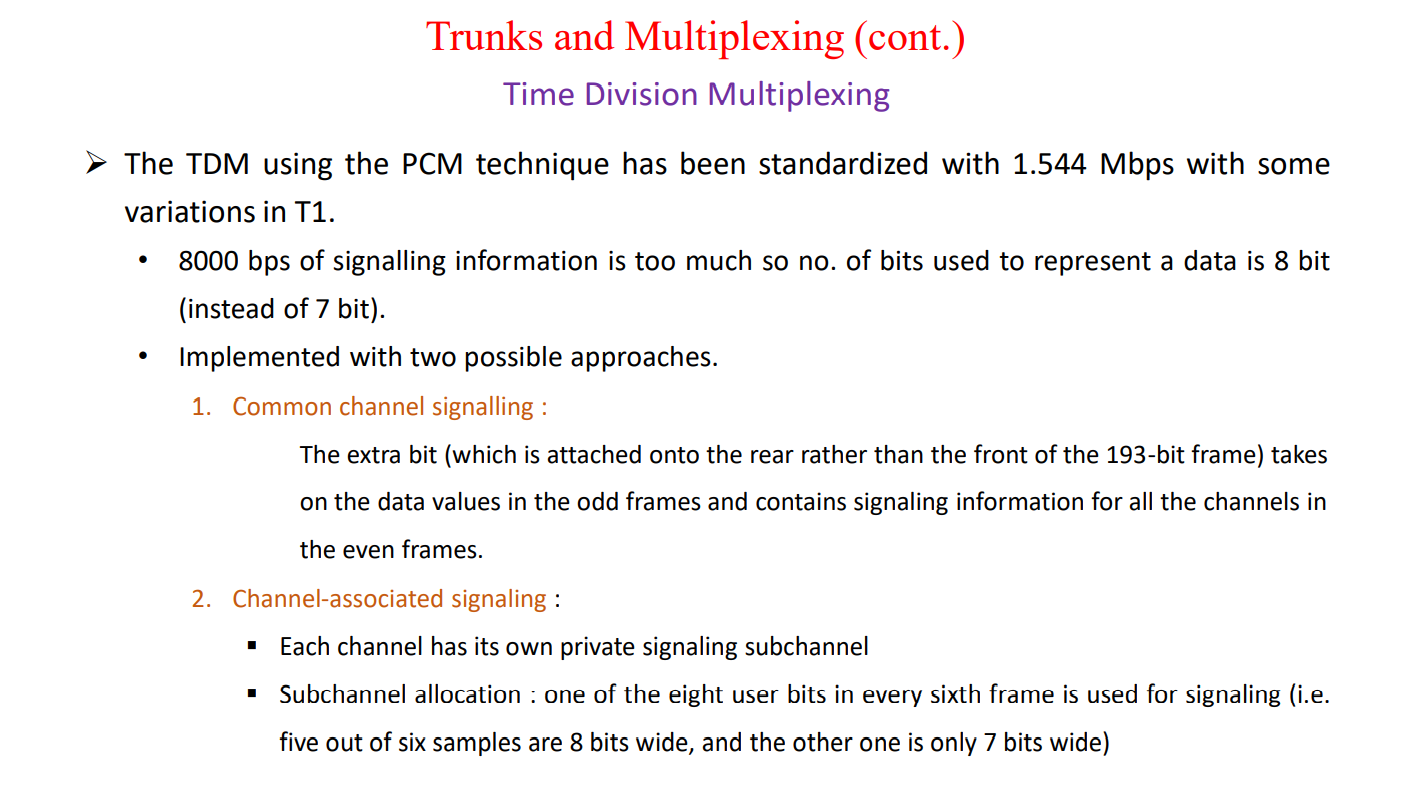 Trunks and Multiplexing (cont.)
Time Division Multiplexing
➢ The TDM using the PCM technique has been standardized with 1.544 Mbps with some
variations in T1.
• 8000 bps of signalling information is too much so no. of bits used to represent a data is 8 bit
(instead of 7 bit).
• Implemented with two possible approaches.
1. Common channel signalling :
The extra bit (which is attached onto the rear rather than the front of the 193-bit frame) takes
on the data values in the odd frames and contains signaling information for all the channels in
the even frames.
2. Channel-associated signaling :
▪ Each channel has its own private signaling subchannel
▪ Subchannel allocation : one of the eight user bits in every sixth frame is used for signaling (i.e.
five out of six samples are 8 bits wide, and the other one is only 7 bits wide)